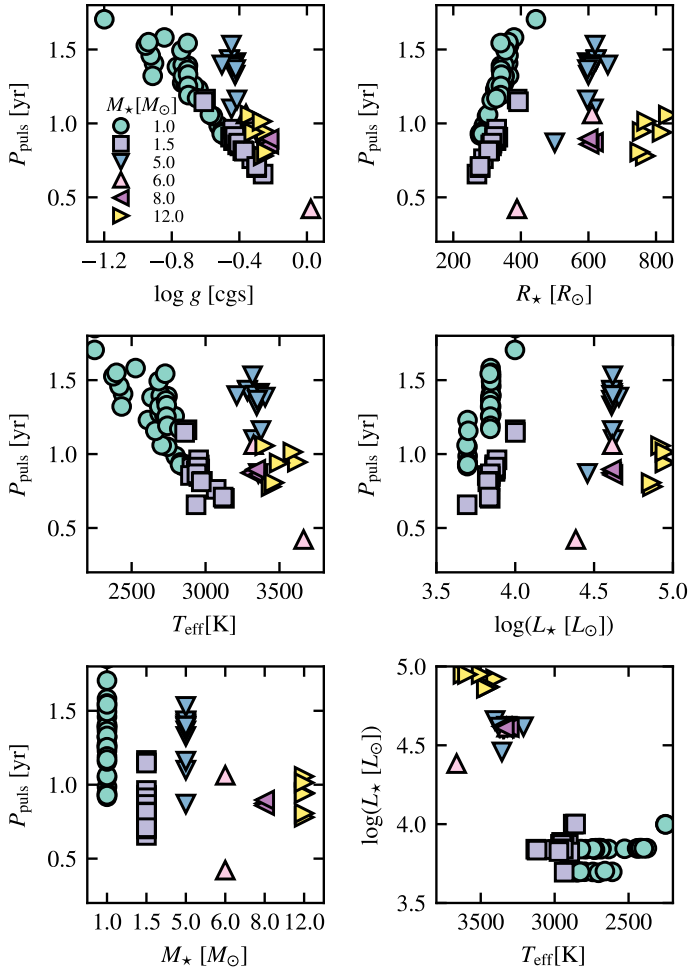 1.5
1.0
0.5
P_puls [yr]
M⋆[M⊙]
1.0
1.5
5.0
6.0
8.0
12.0
−1.2 −0.8 −0.4 0.0
log g [cgs]
1.5
1.0
0.5
P_puls [yr]
200 400 600 800
R⋆ [R⊙]
1.5
1.0
0.5
P_puls [yr]
2500 3000 3500
T_eff[K]
1.5
1.0
0.5
P_puls [yr]
3.5 4.0 4.5 5.0
log(L⋆ [L⊙])
1.5
1.0
0.5
P_puls [yr]
1.0 1.5 5.0 6.0 8.0 12.0
M⋆ [M⊙]
5.0
4.5
4.0
3.5
log(L⋆ [L⊙])
3500 3000 2500
T_eff[K]